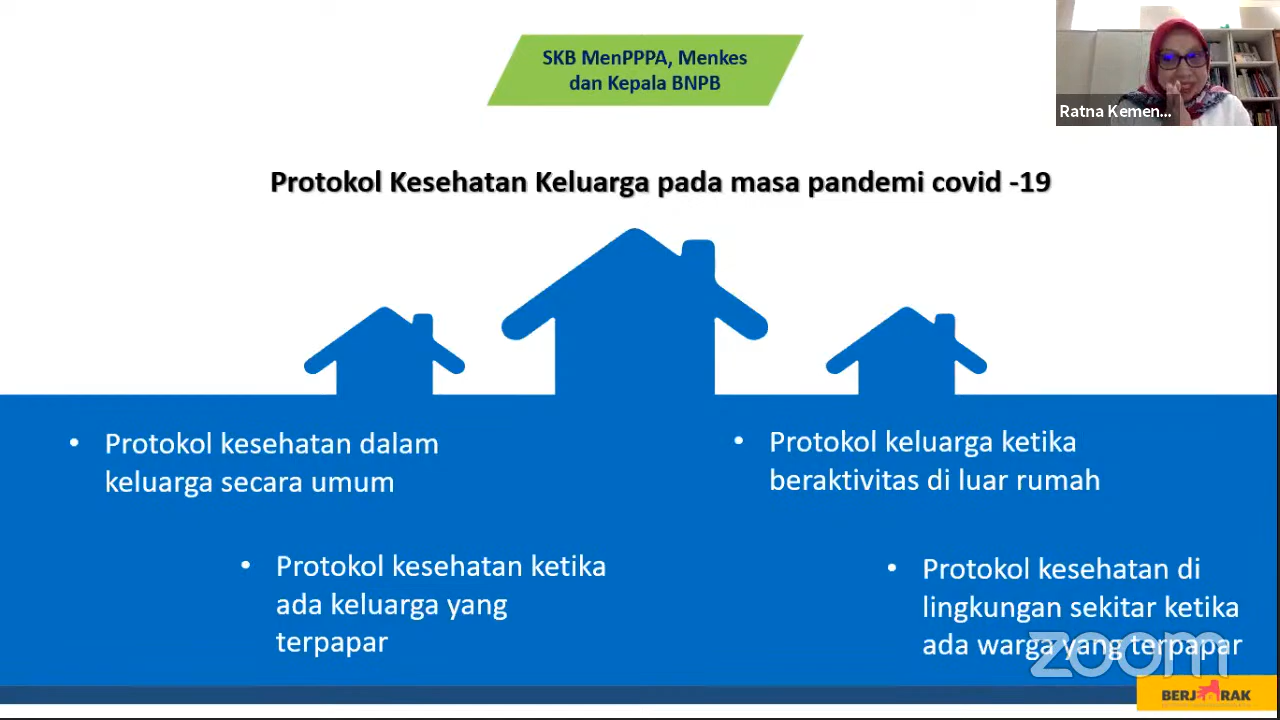 SKB MenPPPA, Menkes
dan Kepala BNPB
Ratna Kemen...
Protokol Kesehatan Keluarga pada masa pandemi covid -19
Protokol kesehatan dalam
keluarga secara umum
Protokol kesehatan ketika
ada keluarga yang
terpapar
Protokol keluarga ketika
beraktivitas di luar rumah
Protokol kesehatan di
lingkungan sekitar ketika
ada warga yang terpapar
zoom
BERJARAK